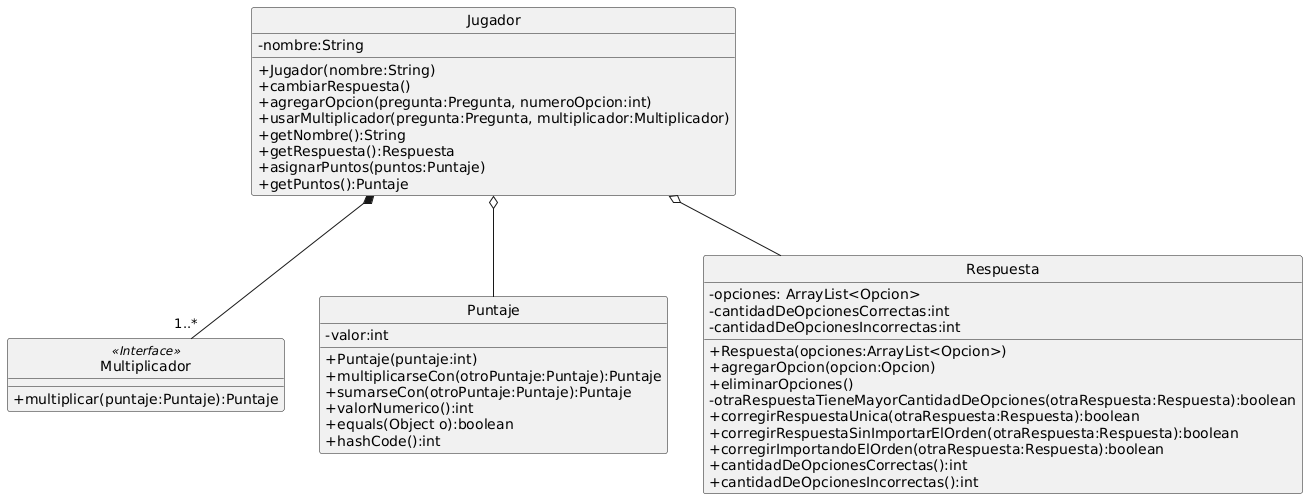 Jugador
-nombre:String
+Jugador(nombre:String)
+cambiarRespuesta()
+agregarOpcion(pregunta:Pregunta, numeroOpcion:int)
+usarMultiplicador(pregunta:Pregunta, multiplicador:Multiplicador)
+getNombre():String
+getRespuesta():Respuesta
+asignarPuntos(puntos:Puntaje)
+getPuntos():Puntaje
1..*
«Interface»
Multiplicador
+multiplicar(puntaje:Puntaje):Puntaje
Puntaje
-valor:int
+Puntaje(puntaje:int)
+multiplicarseCon(otroPuntaje:Puntaje):Puntaje
+sumarseCon(otroPuntaje:Puntaje):Puntaje
+valorNumerico():int
+equals(Object o):boolean
+hashCode():int
Respuesta
-opciones: ArrayList<Opcion>
-cantidadDeOpcionesCorrectas:int
-cantidadDeOpcionesIncorrectas:int
+Respuesta(opciones:ArrayList<Opcion>)
+agregarOpcion(opcion:Opcion)
+eliminarOpciones()
-otraRespuestaTieneMayorCantidadDeOpciones(otraRespuesta:Respuesta):boolean
+corregirRespuestaUnica(otraRespuesta:Respuesta):boolean
+corregirRespuestaSinImportarElOrden(otraRespuesta:Respuesta):boolean
+corregirImportandoElOrden(otraRespuesta:Respuesta):boolean
+cantidadDeOpcionesCorrectas():int
+cantidadDeOpcionesIncorrectas():int